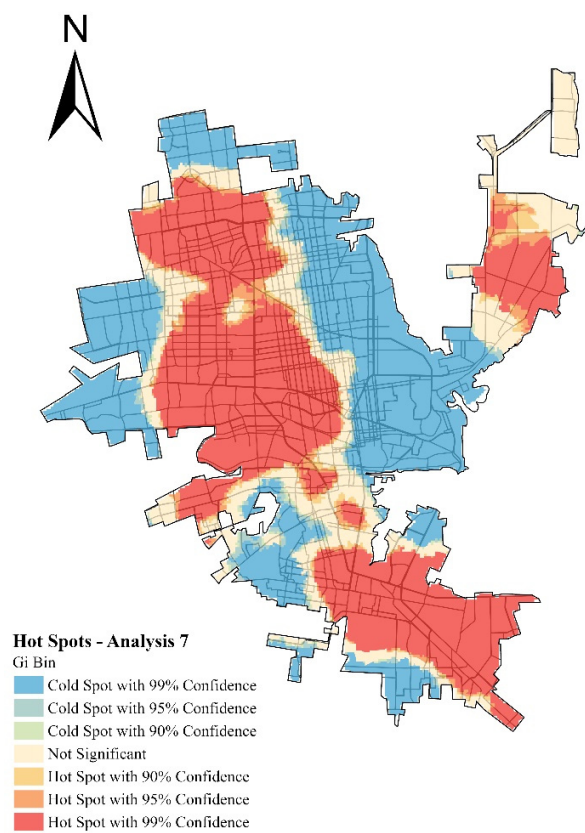 N
Hot Spots - Analysis 7
Gi Bin
Cold Spot with 99% Confidence
Cold Spot with 95% Confidence
Cold Spot with 90% Confidence
Not Significant
Hot Spot with 90% Confidence
Hot Spot with 95% Confidence
Hot Spot with 99% Confidence